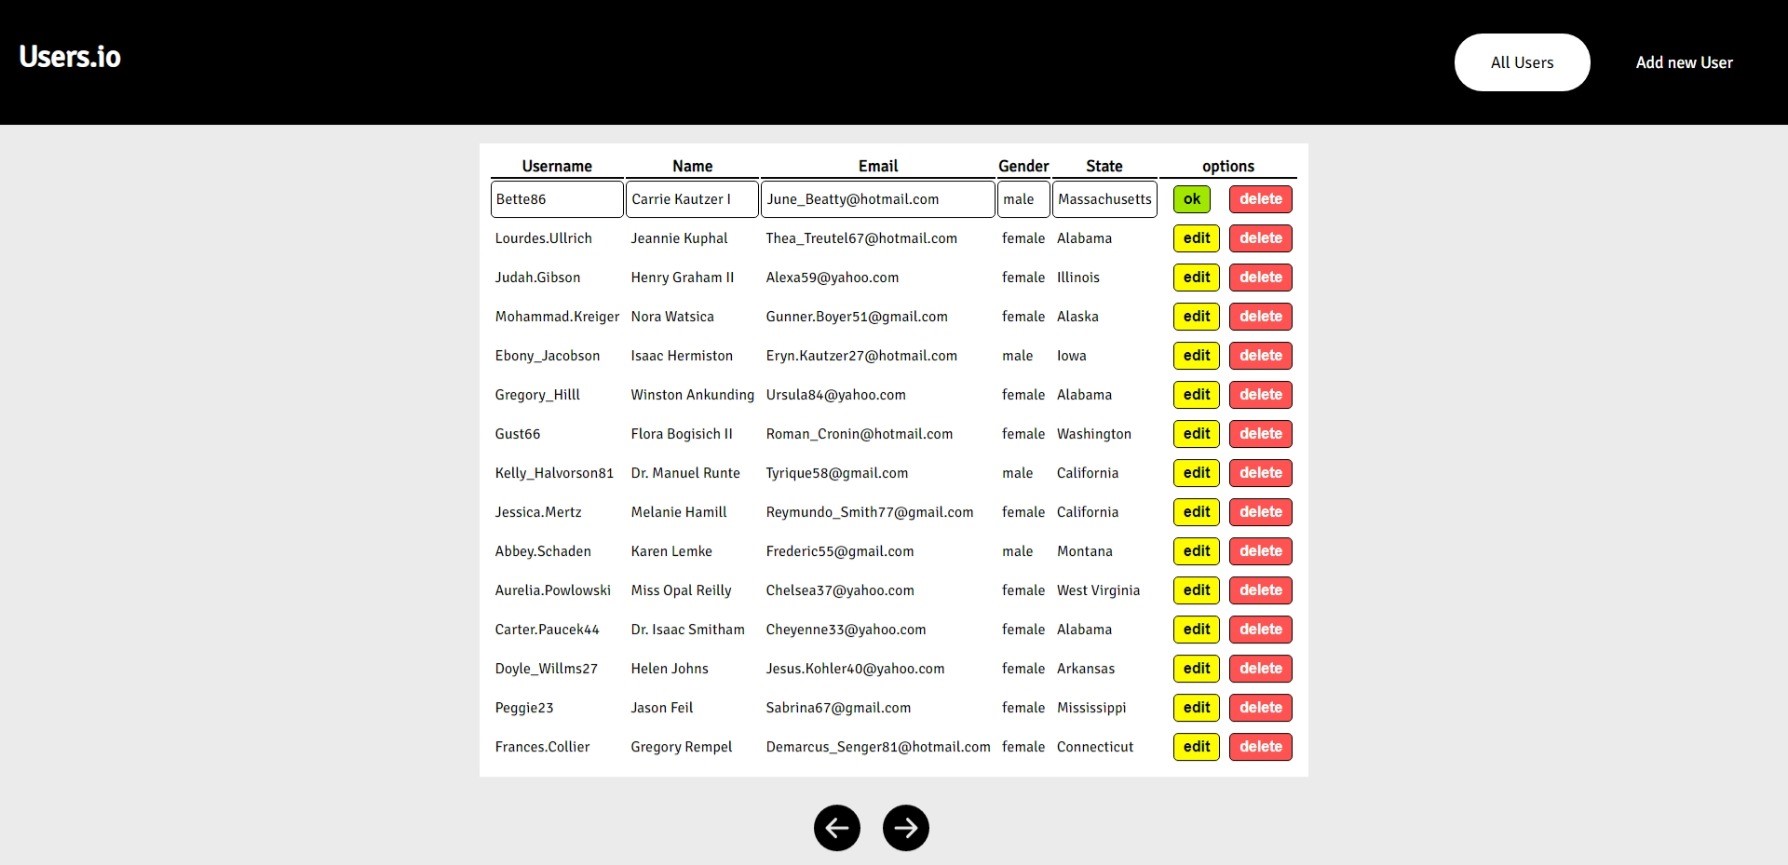 Users.io
All Users Add new User
Username Name Email Gender State options
Bette86 Carrie Kautzer I June_Beatty@hotmail.com male Massachusetts ok delete
Lourdes.Ullrich Jeannie Kuphal Thea_Treutel67@hotmail.com female Alabama edit delete
Judah.Gibson Henry Graham II Alexa59@yahoo.com female Illinois edit delete
Mohammad.Kreiger Nora Watsica Gunner.Boyer51@gmail.com female Alaska edit delete
Ebony_Jacobson Isaac Hermiston Eryn.Kautzer27@hotmail.com male Iowa edit delete
Gregory_Hilll Winston Ankunding Ursula84@yahoo.com female Alabama edit delete
Gust66 Flora Bogisich II Roman_Cronin@hotmail.com female Washington edit delete
Kelly_Halvorson81 Dr. Manuel Runte Tyrique58@gmail.com male California edit delete
Jessica.Mertz Melanie Hamill Reymundo_Smith77@gmail.com female California edit delete
Abbey.Schaden Karen Lemke Frederic55@gmail.com male Montana edit delete
Aurelia.Powlowski Miss Opal Reilly Chelsea37@yahoo.com female West Virginia edit delete
Carter.Paucek44 Dr. Isaac Smitham Cheyenne33@yahoo.com female Alabama edit delete
Doyle_Willms27 Helen Johns Jesus.Kohler40@yahoo.com female Arkansas edit delete
Peggie23 Jason Feil Sabrina67@gmail.com female Mississippi edit delete
Frances.Collier Gregory Rempel Demarcus_Senger81@hotmail.com female Connecticut edit delete